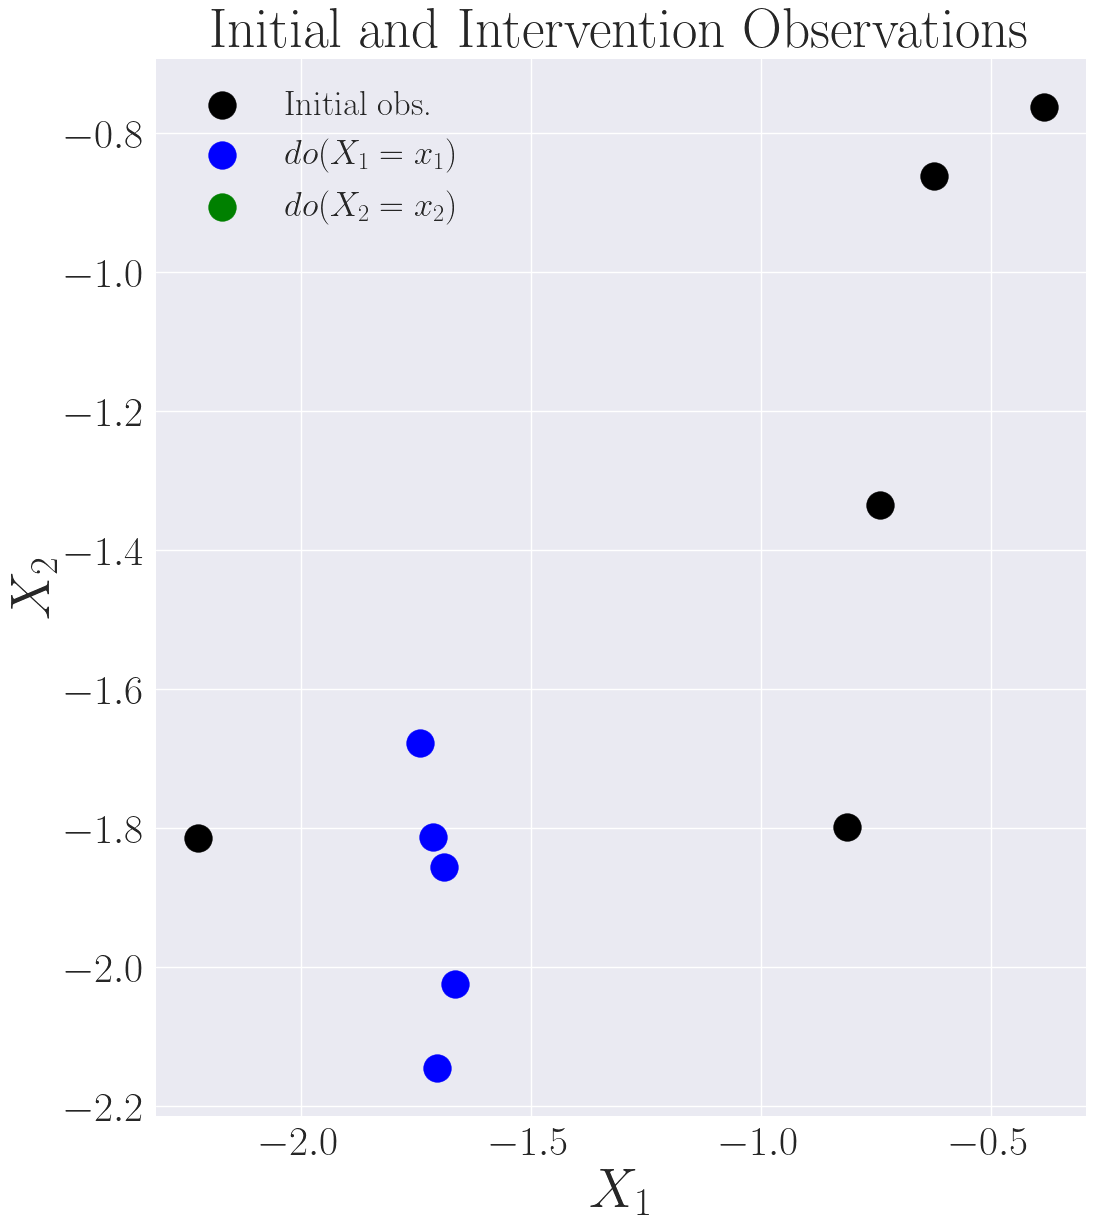 Initial and Intervention Observations
Initial obs.
do(X₁ = x₁)
do(X₂ = x₂)
−0.8
−1.0
−1.2
−1.4
−1.6
−1.8
−2.0
−2.2
X₂
−2.0 −1.5 −1.0 −0.5
X₁